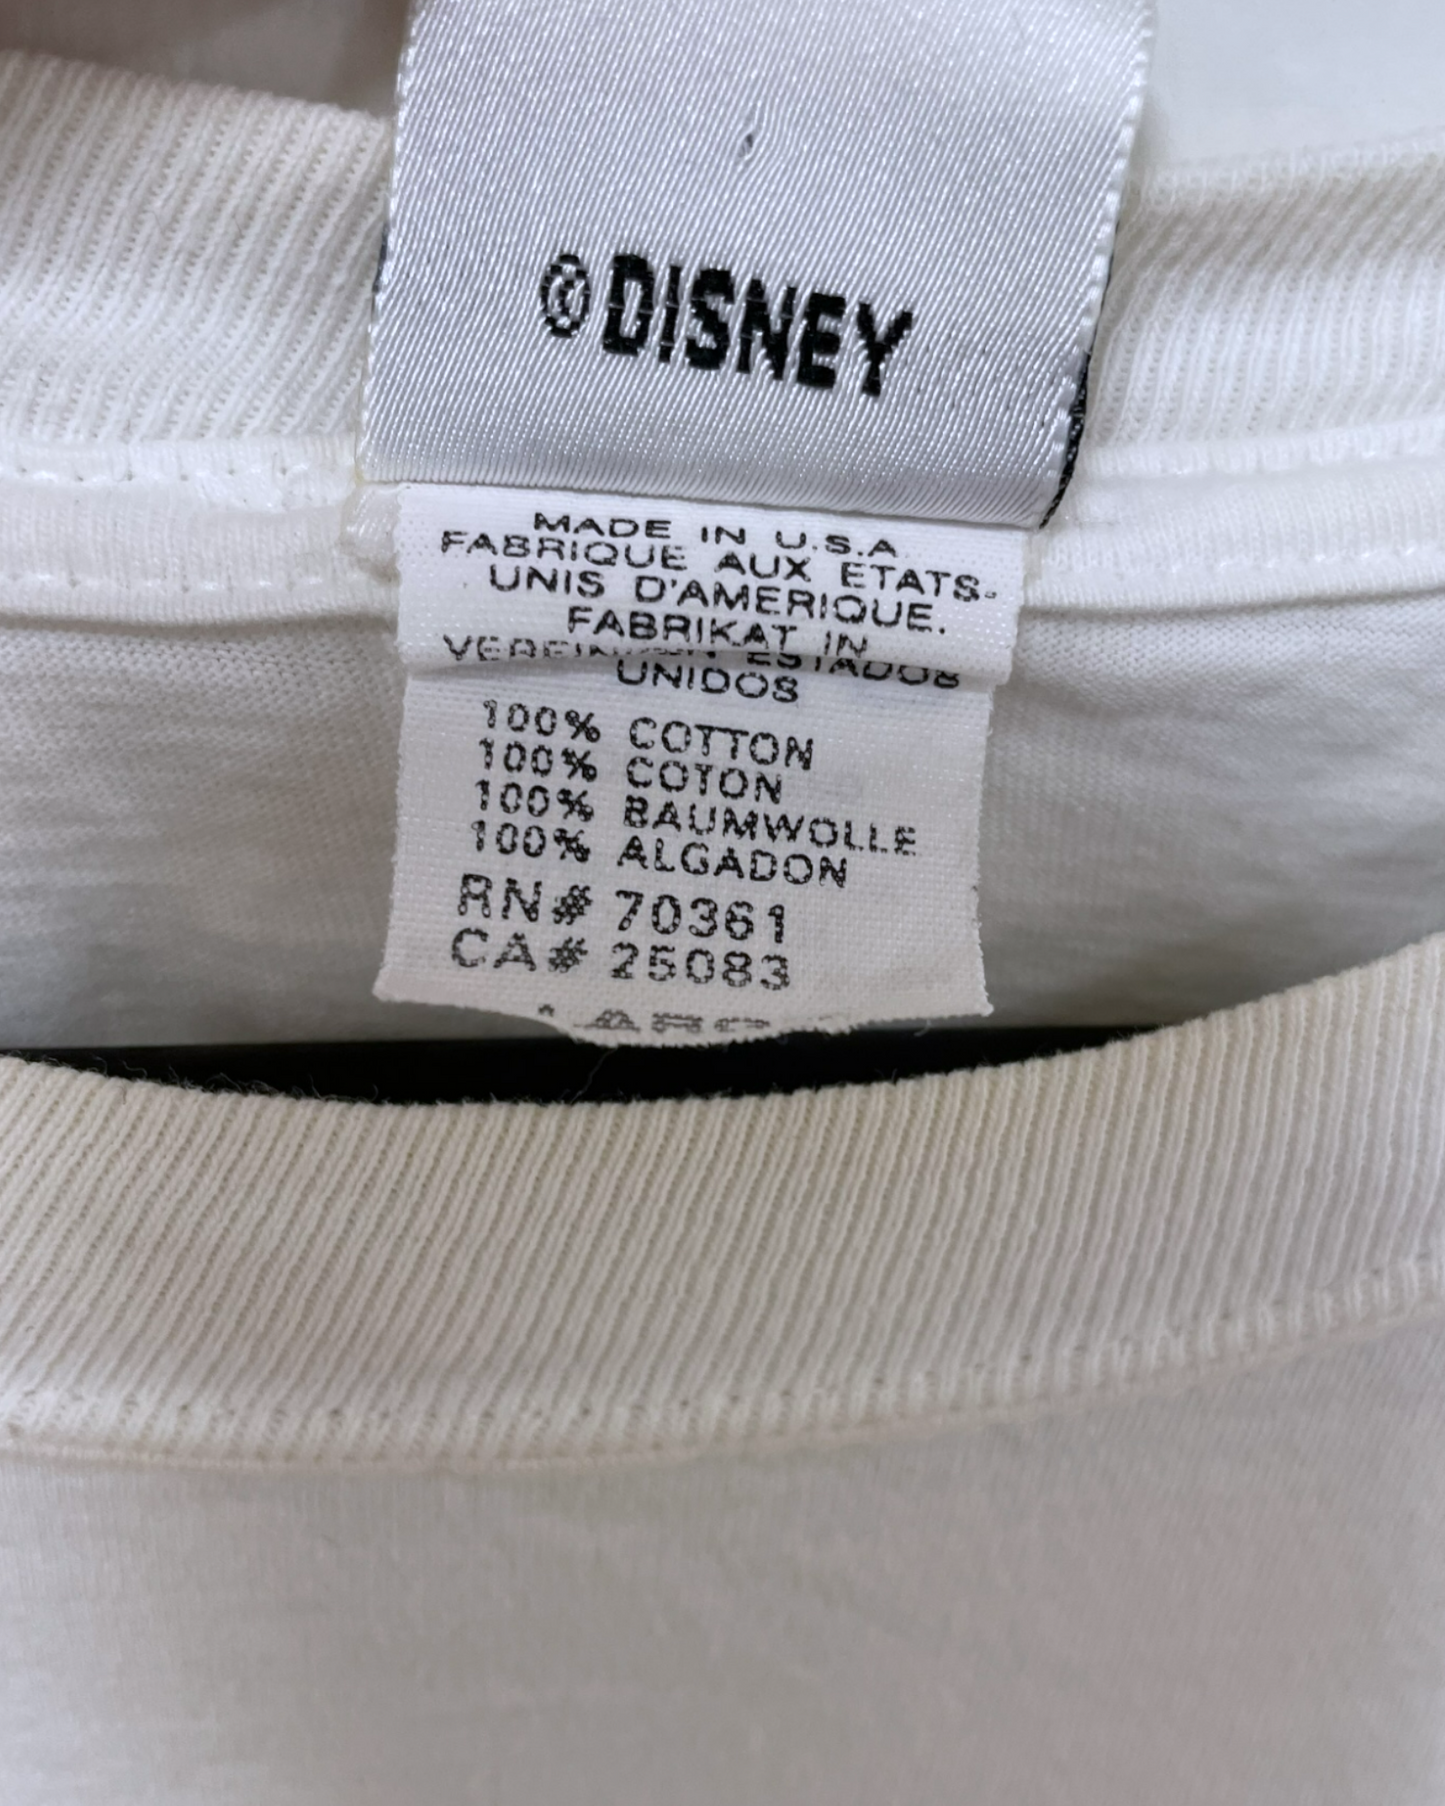 © DISNEY
MADE IN U.S.A.
FABRIQUE AUX ETATS-
UNIS D'AMERIQUE.
FABRIKAT IN
ESTADOS
UNIDOS
100% COTTON
100% COTON
100% BAUMWOLLE
100% ALGADON
RN# 70361
CA# 25083